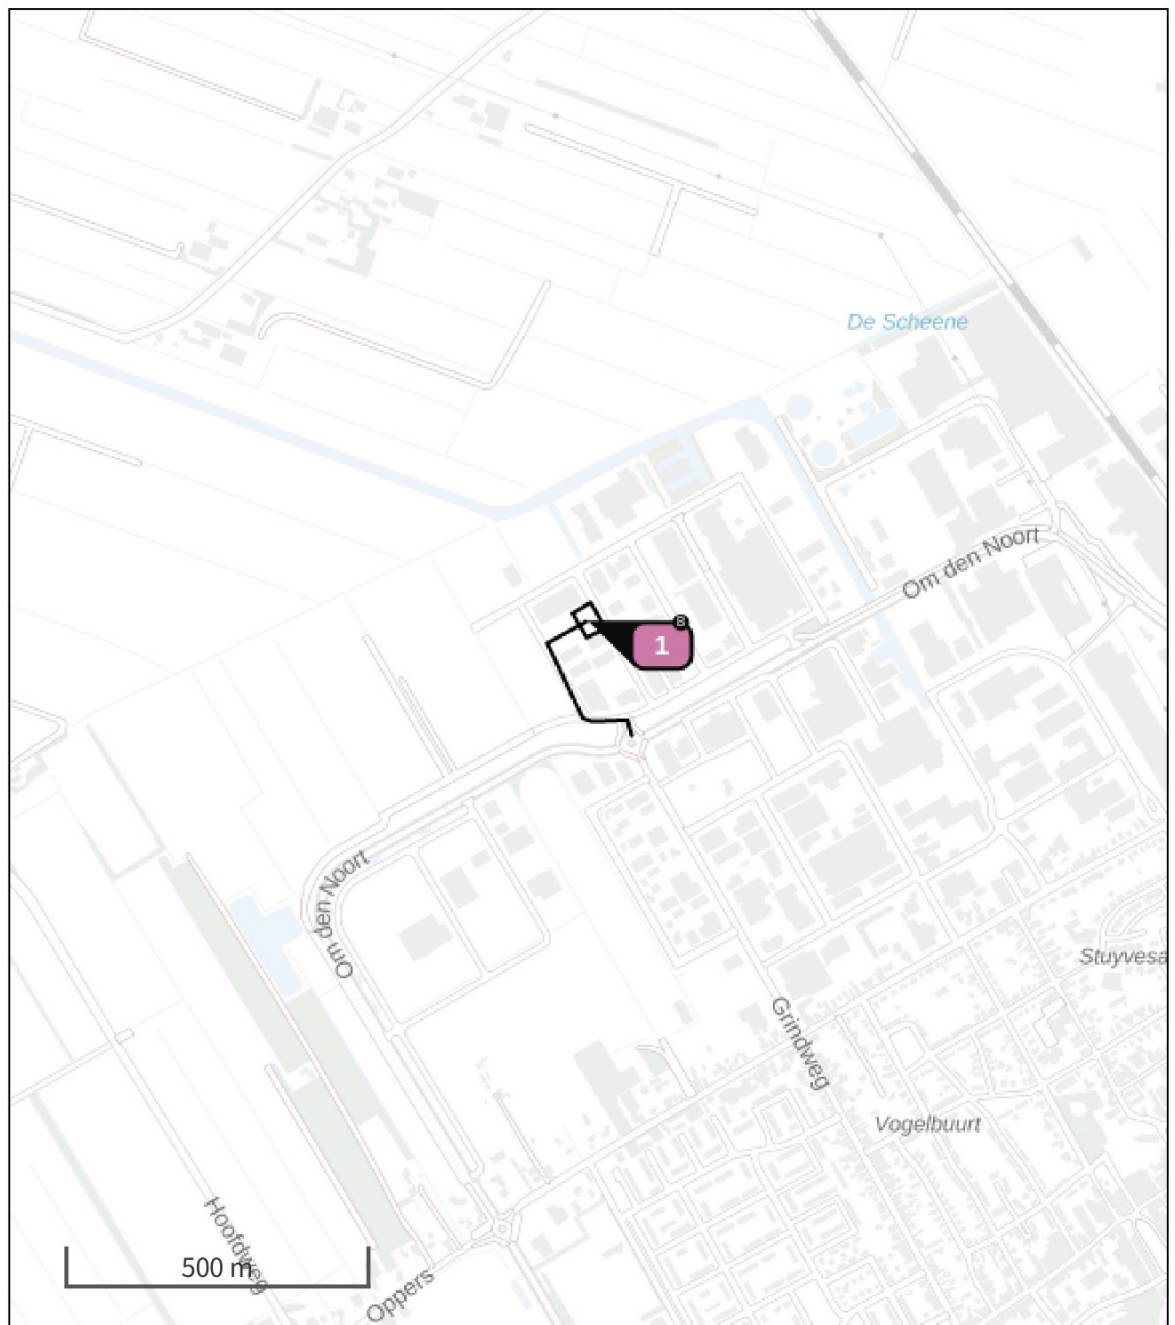 De Scheene
Om den Noort
B
1
Om den Noort
Stuyvesa
Grindweg
Vogelbuurt
Hoofdweg
500 m
Oppers